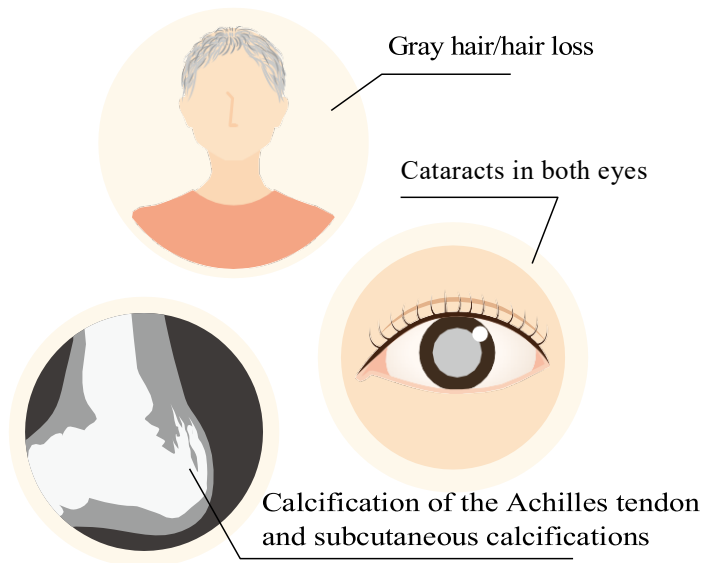 Gray hair/hair loss
Cataracts in both eyes
Calcification of the Achilles tendon
and subcutaneous calcifications